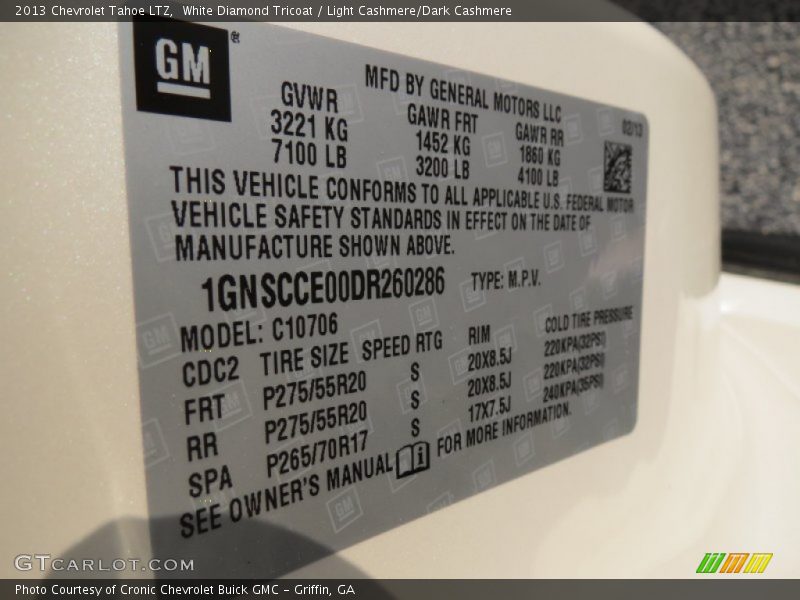 2013 Chevrolet Tahoe LTZ, White Diamond Tricoat / Light Cashmere/Dark Cashmere
GM ®
MFD BY GENERAL MOTORS LLC
02/13
GVWR GAWR FRT GAWR RR
3221 KG 1452 KG 1860 KG
7100 LB 3200 LB 4100 LB
THIS VEHICLE CONFORMS TO ALL APPLICABLE U.S. FEDERAL MOTOR
VEHICLE SAFETY STANDARDS IN EFFECT ON THE DATE OF
MANUFACTURE SHOWN ABOVE.
1GNSCCE00DR260286 TYPE: M.P.V.
MODEL: C10706
CDC2 TIRE SIZE SPEED RTG RIM COLD TIRE PRESSURE
FRT P275/55R20 S 20X8.5J 220KPA(32PSI)
RR P275/55R20 S 20X8.5J 220KPA(32PSI)
SPA P265/70R17 S 17X7.5J 240KPA(35PSI)
SEE OWNER'S MANUAL FOR MORE INFORMATION.
GTCARLOT.COM
Photo Courtesy of Cronic Chevrolet Buick GMC – Griffin, GA